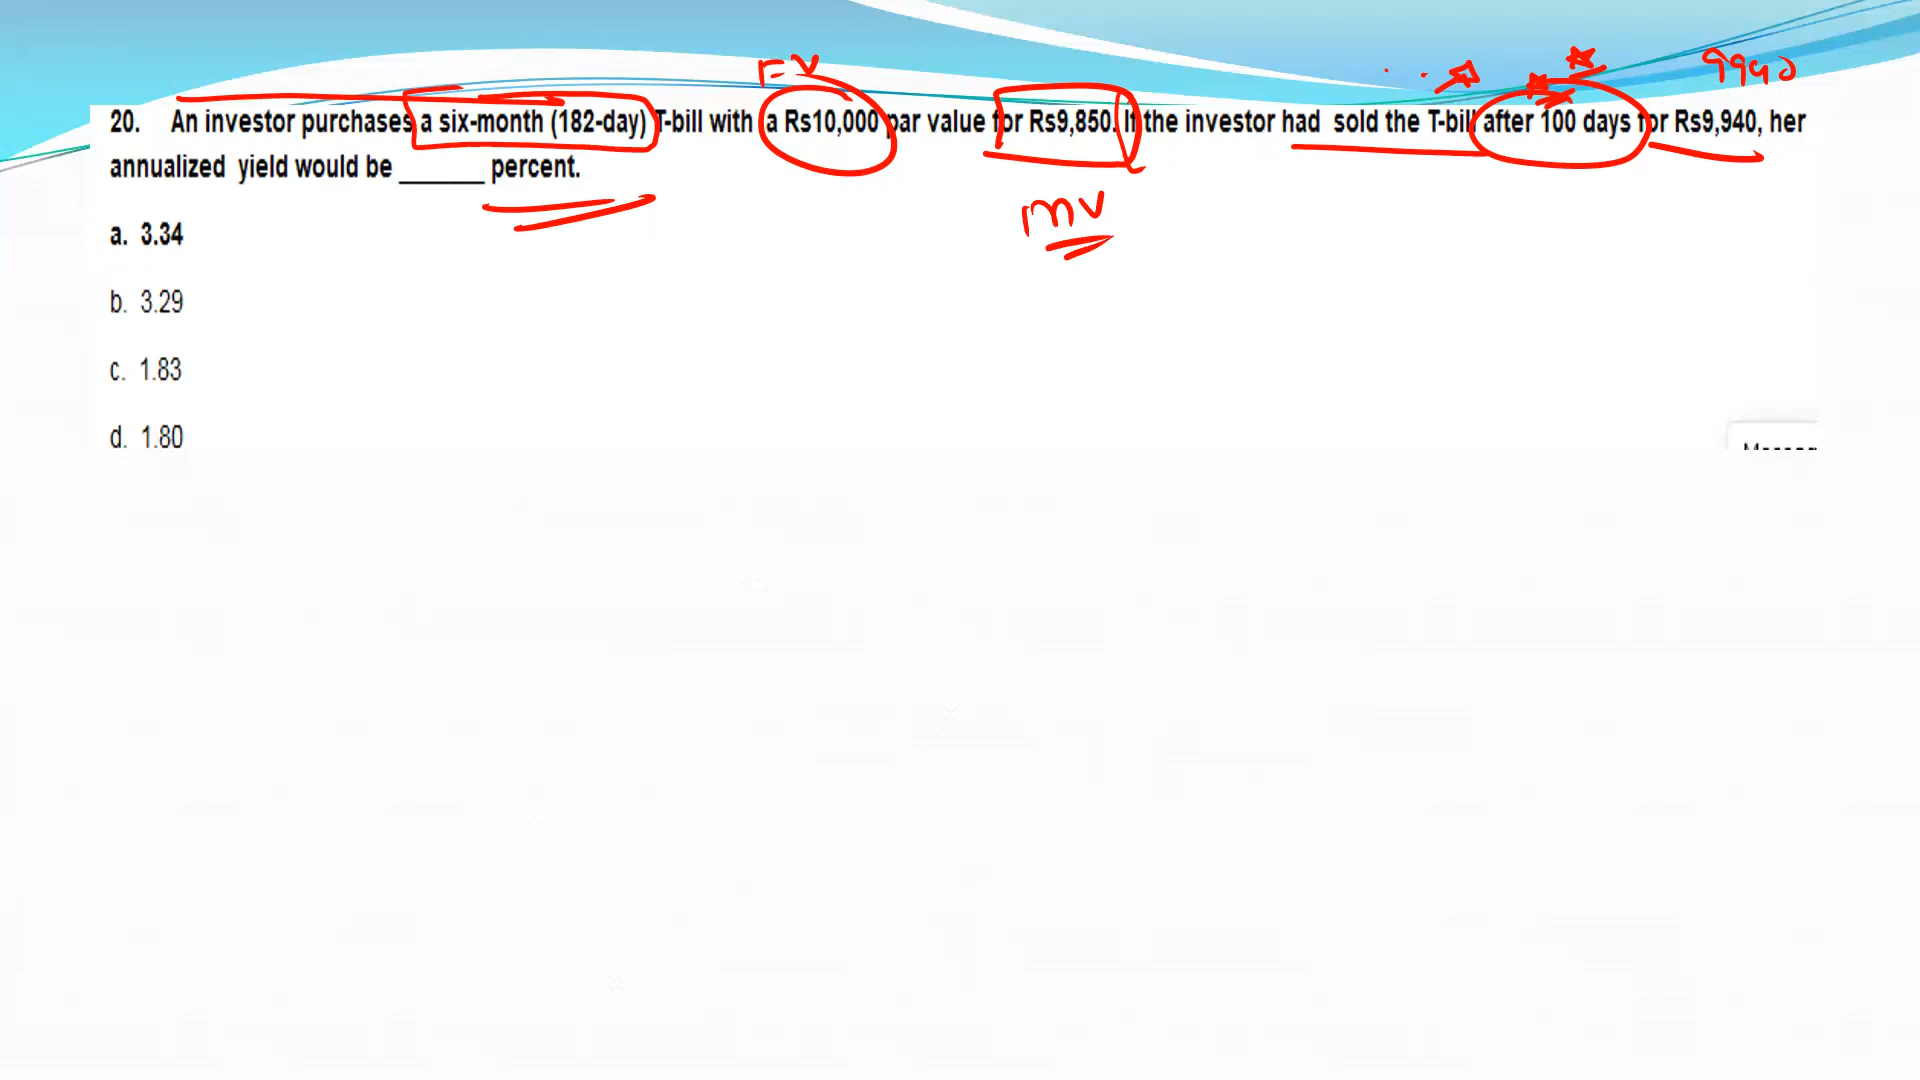 FV
9940
20. An investor purchases a six-month (182-day) T-bill with a Rs10,000 par value for Rs9,850. If the investor had sold the T-bill after 100 days for Rs9,940, her
annualized yield would be _______ percent.
mv
a. 3.34
b. 3.29
c. 1.83
d. 1.80